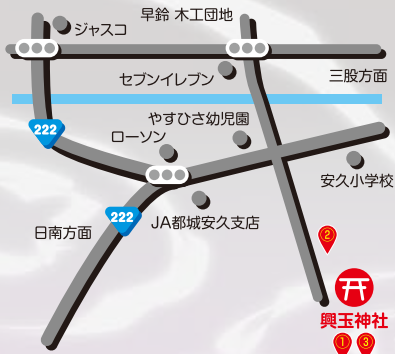 早鈴 木工団地
ジャスコ
セブンイレブン
三股方面
やすひさ幼児園
222
ローソン
安久小学校
222
JA都城安久支店
日南方面
②
興玉神社
① ③